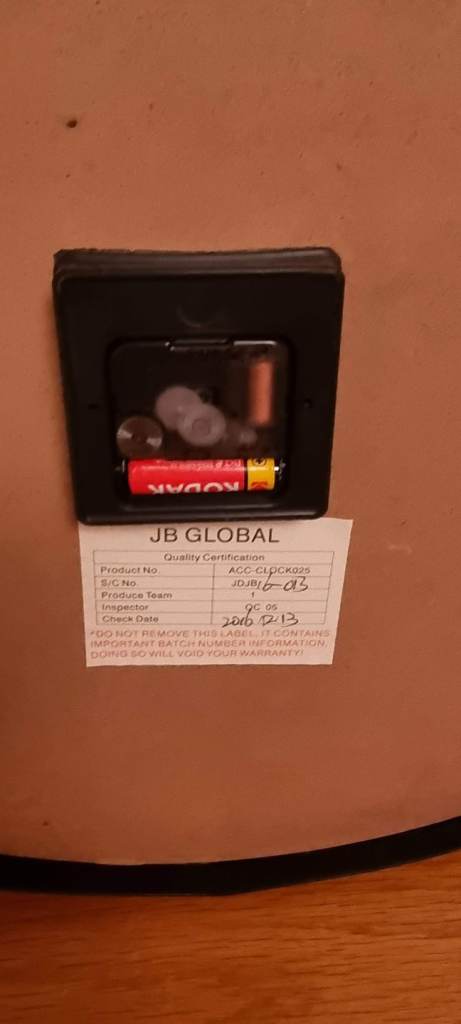 KODAK
JB GLOBAL
Quality Certification
Product No. ACC-CLOCK025
S/C No. JDJB16-013
Produce Team 1
Inspector QC 05
Check Date 2016 12 13
*DO NOT REMOVE THIS LABEL, IT CONTAINS
IMPORTANT BATCH NUMBER INFORMATION,
DOING SO WILL VOID YOUR WARRANTY!